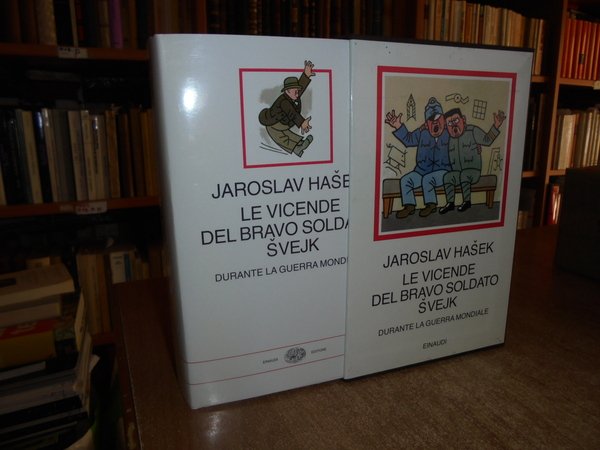 JAROSLAV HAŠE
LE VICENDE
DEL BRAVO SOLDA
ŠVEJK
DURANTE LA GUERRA MONDI
EINAUDI
EDITORE
JAROSLAV HAŠEK
LE VICENDE
DEL BRAVO SOLDATO
ŠVEJK
DURANTE LA GUERRA MONDIALE
EINAUDI